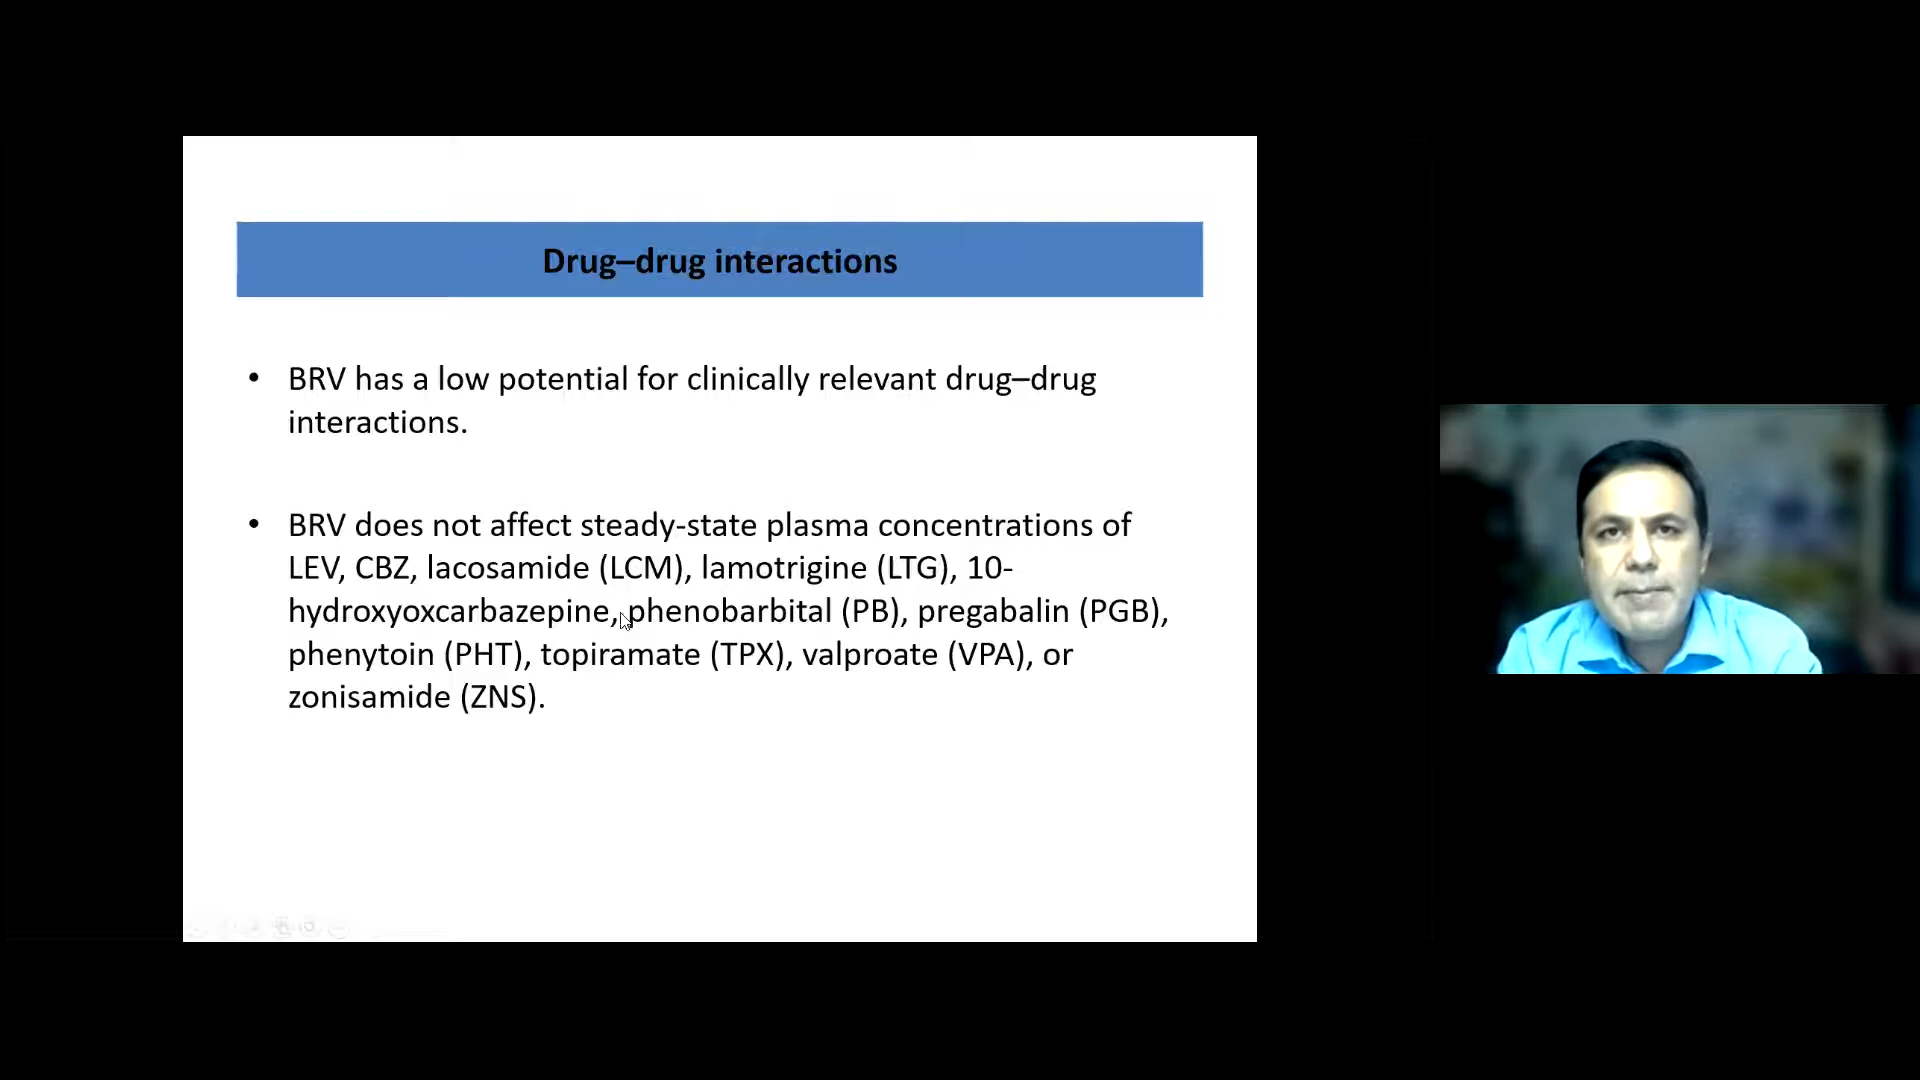 Drug–drug interactions
• BRV has a low potential for clinically relevant drug–drug
interactions.
• BRV does not affect steady-state plasma concentrations of
LEV, CBZ, lacosamide (LCM), lamotrigine (LTG), 10-
hydroxyoxcarbazepine, phenobarbital (PB), pregabalin (PGB),
phenytoin (PHT), topiramate (TPX), valproate (VPA), or
zonisamide (ZNS).